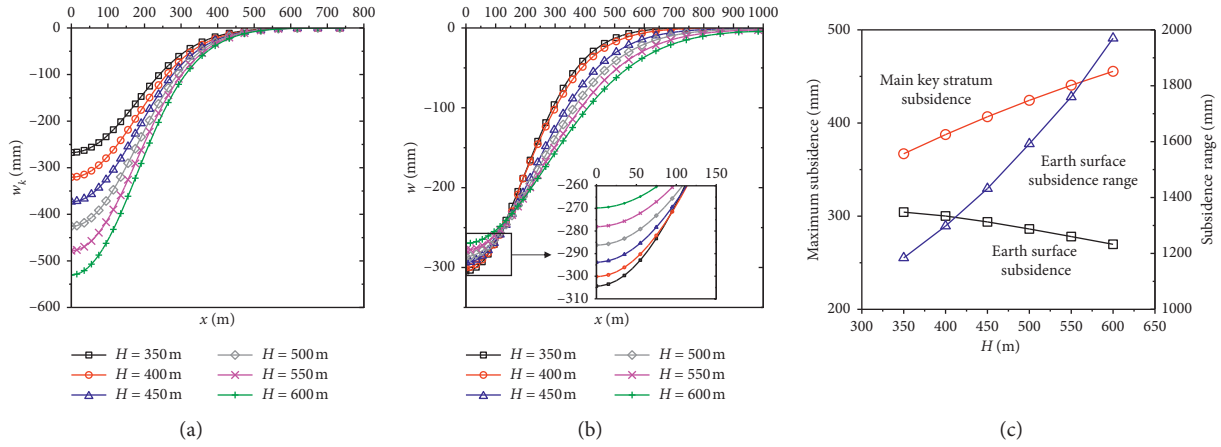 0 100 200 300 400 500 600 700 800
0
−100
−200
−300
−400
−500
−600
w_k (mm)
x (m)
H = 350 m
H = 400 m
H = 450 m
H = 500 m
H = 550 m
H = 600 m
(a)
0 100 200 300 400 500 600 700 800 900 1000
0
−100
−200
−300
w (mm)
0 50 100 150
−260
−270
−280
−290
−300
−310
x (m)
H = 350 m
H = 400 m
H = 450 m
H = 500 m
H = 550 m
H = 600 m
(b)
500
400
300
200
Maximum subsidence (mm)
2000
1800
1600
1400
1200
1000
Subsidence range (mm)
Main key stratum
subsidence
Earth surface
subsidence range
Earth surface
subsidence
300 350 400 450 500 550 600 650
H (m)
(c)